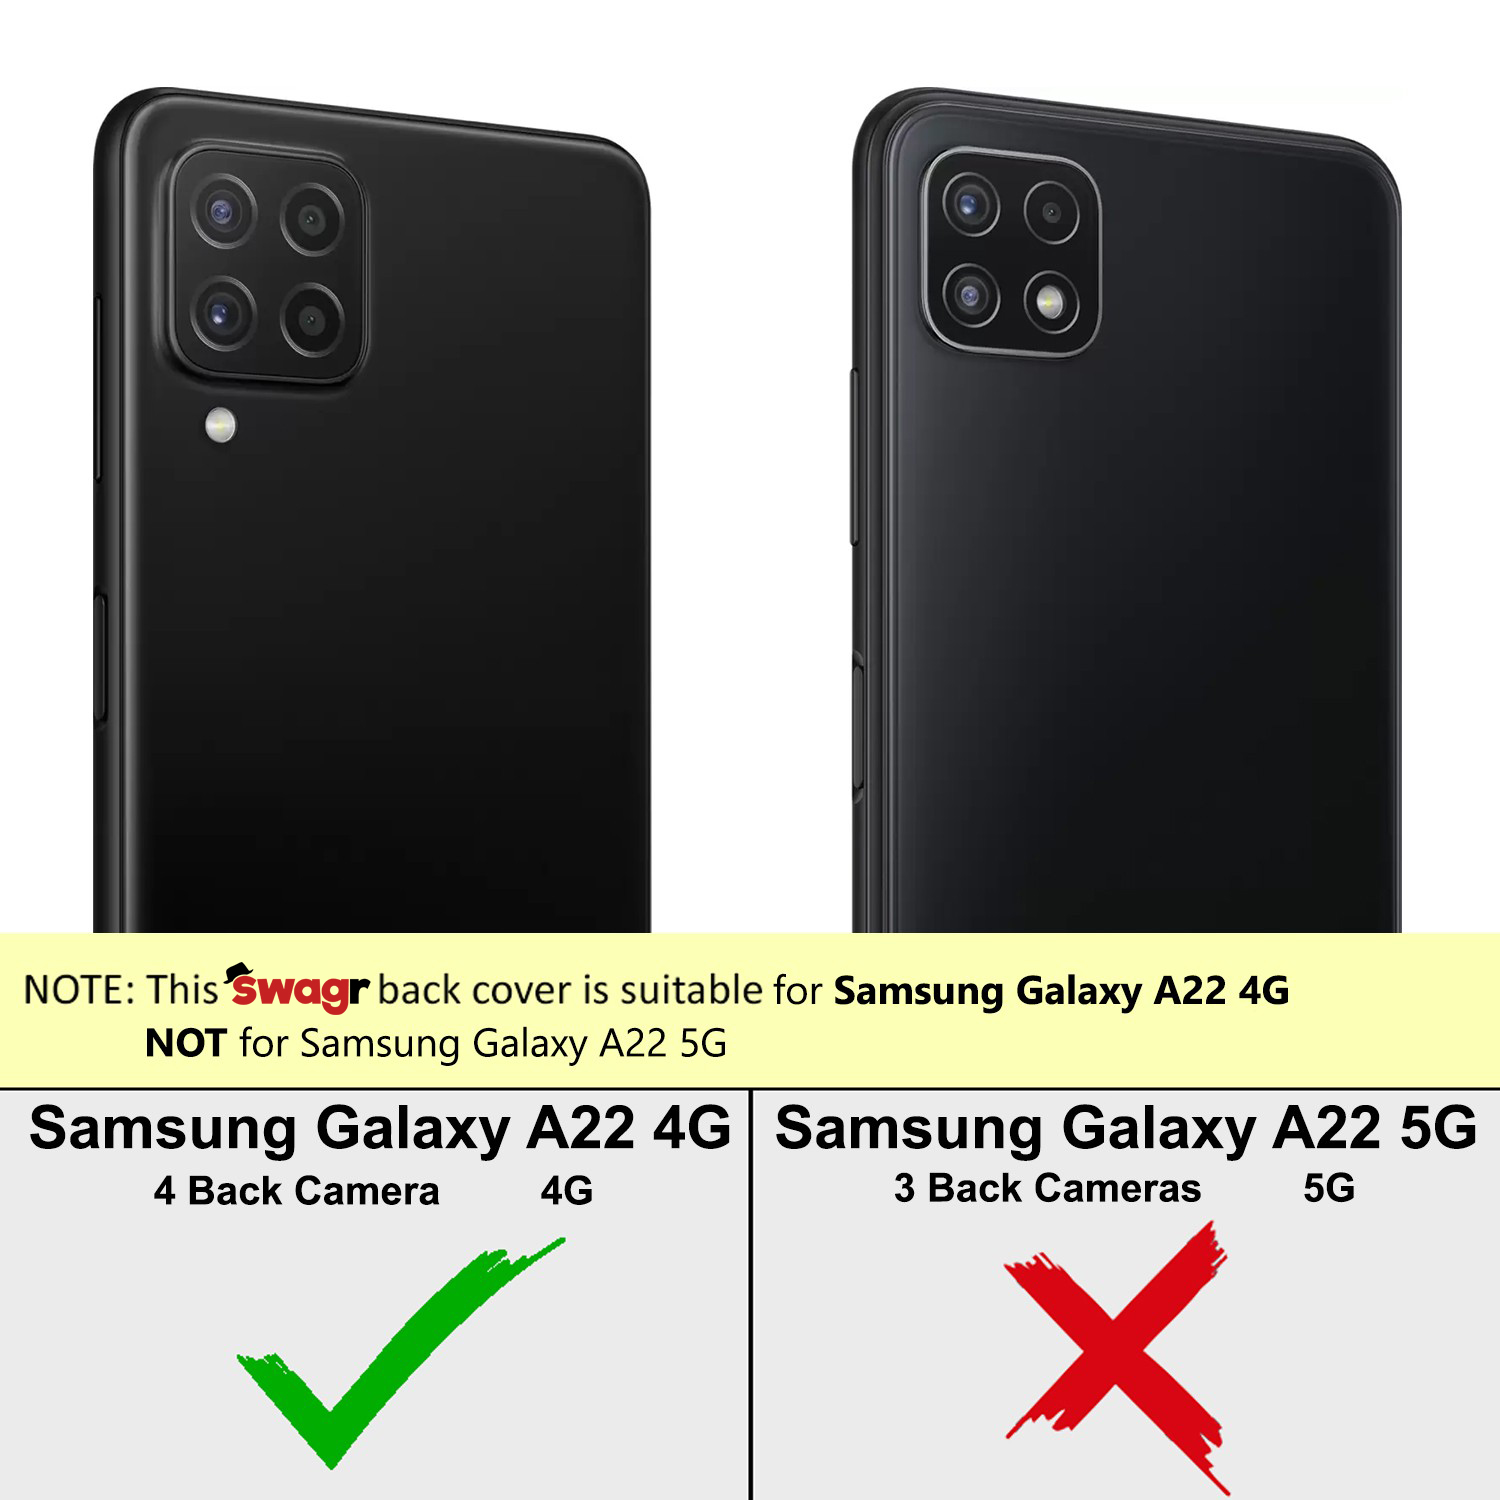 NOTE: This swagr back cover is suitable for Samsung Galaxy A22 4G
NOT for Samsung Galaxy A22 5G
Samsung Galaxy A22 4G
4 Back Camera 4G
Samsung Galaxy A22 5G
3 Back Cameras 5G